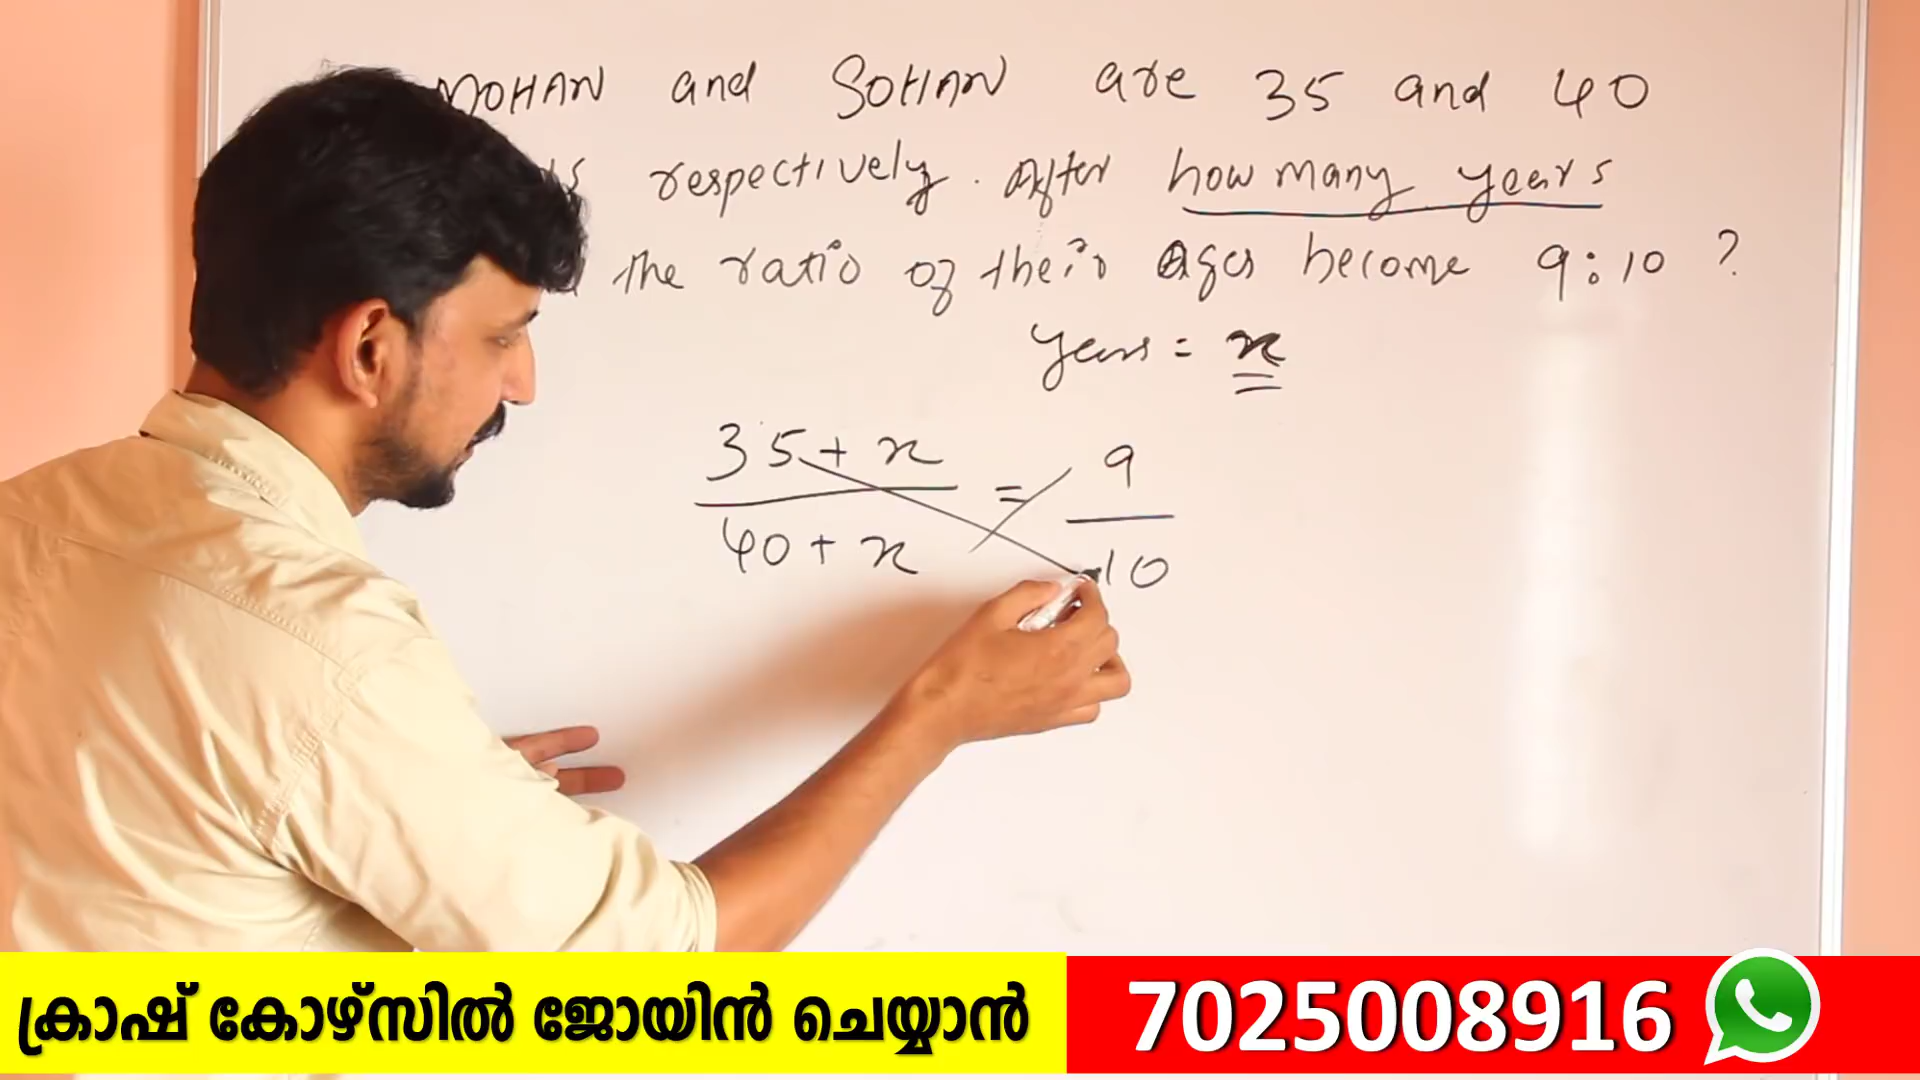 MOHAN and SOHAN are 35 and 40
respectively. After how many years
the ratio of their Ages become 9:10 ?
years = x
35 + x / 40 + x = 9 / 10
ക്രാഷ് കോഴ്സിൽ ജോയിൻ ചെയ്യാൻ
7025008916